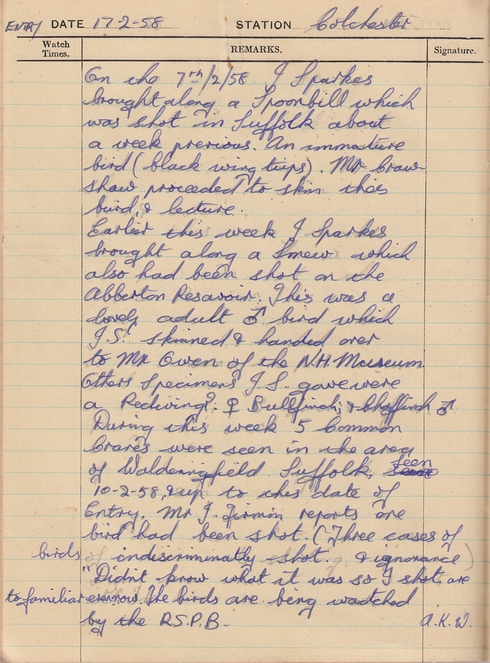 ENTRY DATE 17-2-58 STATION Colchester
Watch Times. REMARKS. Signature.
On the 7th/2/58 J Sparkes
brought along a Spoonbill which
was shot in Suffolk about
a week previous. An immature
bird (black wing tips). Mr Craw-
shaw proceeded to skin this
bird, & lecture.
Earlier this week J Sparkes
brought along a Smew which
also had been shot on the
Abberton Resavoir. This was a
lovely adult ♂ bird which
J.S. skinned & handed over
to Mr Owen of the N.H. Museum.
Others Specimens J.S. gave were
a Redwing?. ♀ Bullfinch, & Chaffinch ♂
During this week 5 Common
Cranes were seen in the area
of Waldringfield Suffolk, seen
10-2-58, & up to this date of
Entry. Mr J. Firmin reports one
bird had been shot. (Three cases of
birds indiscriminatly shot & ignorance)
"Didn't know what it was so I shot, are
to familiar even now. The birds are being watched
by the R.S.P.B- A.K.W.